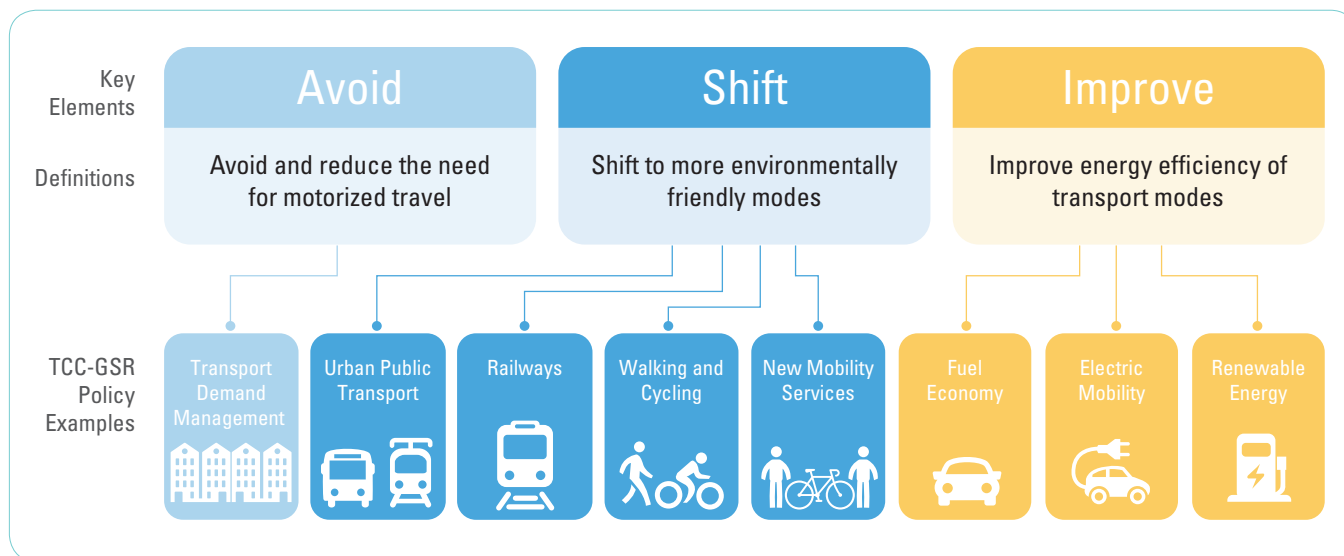 Key
Elements
Avoid
Shift
Improve
Definitions
Avoid and reduce the need
for motorized travel
Shift to more environmentally
friendly modes
Improve energy efficiency of
transport modes
TCC-GSR
Policy
Examples
Transport
Demand
Management
Urban Public
Transport
Railways
Walking and
Cycling
New Mobility
Services
Fuel
Economy
Electric
Mobility
Renewable
Energy